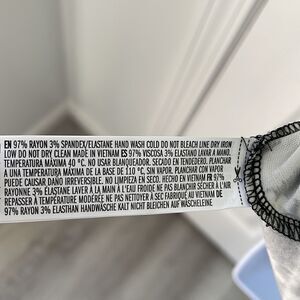 EN 97% RAYON 3% SPANDEX/ELASTANE HAND WASH COLD DO NOT BLEACH LINE DRY IRON
LOW DO NOT DRY CLEAN MADE IN VIETNAM ES 97% VISCOSA 3% ELASTANO LAVAR A MANO.
TEMPERATURA MÁXIMA 40 °C. NO USAR BLANQUEADOR. SECADO EN TENDEDERO. PLANCHAR
A UNA TEMPERATURA MÁXIMA DE LA BASE DE 110 °C, SIN VAPOR. PLANCHAR CON VAPOR
PUEDE CAUSAR DAÑO IRREVERSIBLE. NO LIMPIEZA EN SECO. HECHO EN VIETNAM FR 97%
RAYONNE 3% ÉLASTANE LAVER À LA MAIN À L'EAU FROIDE NE PAS BLANCHIR SÉCHER À L'AIR
REPASSER À TEMPÉRATURE MODÉRÉE NE PAS NETTOYER À SEC FABRIQUÉ AU VIETNAM DE
97% RAYON 3% ELASTHAN HANDWÄSCHE KALT NICHT BLEICHEN AUF WÄSCHELEINE